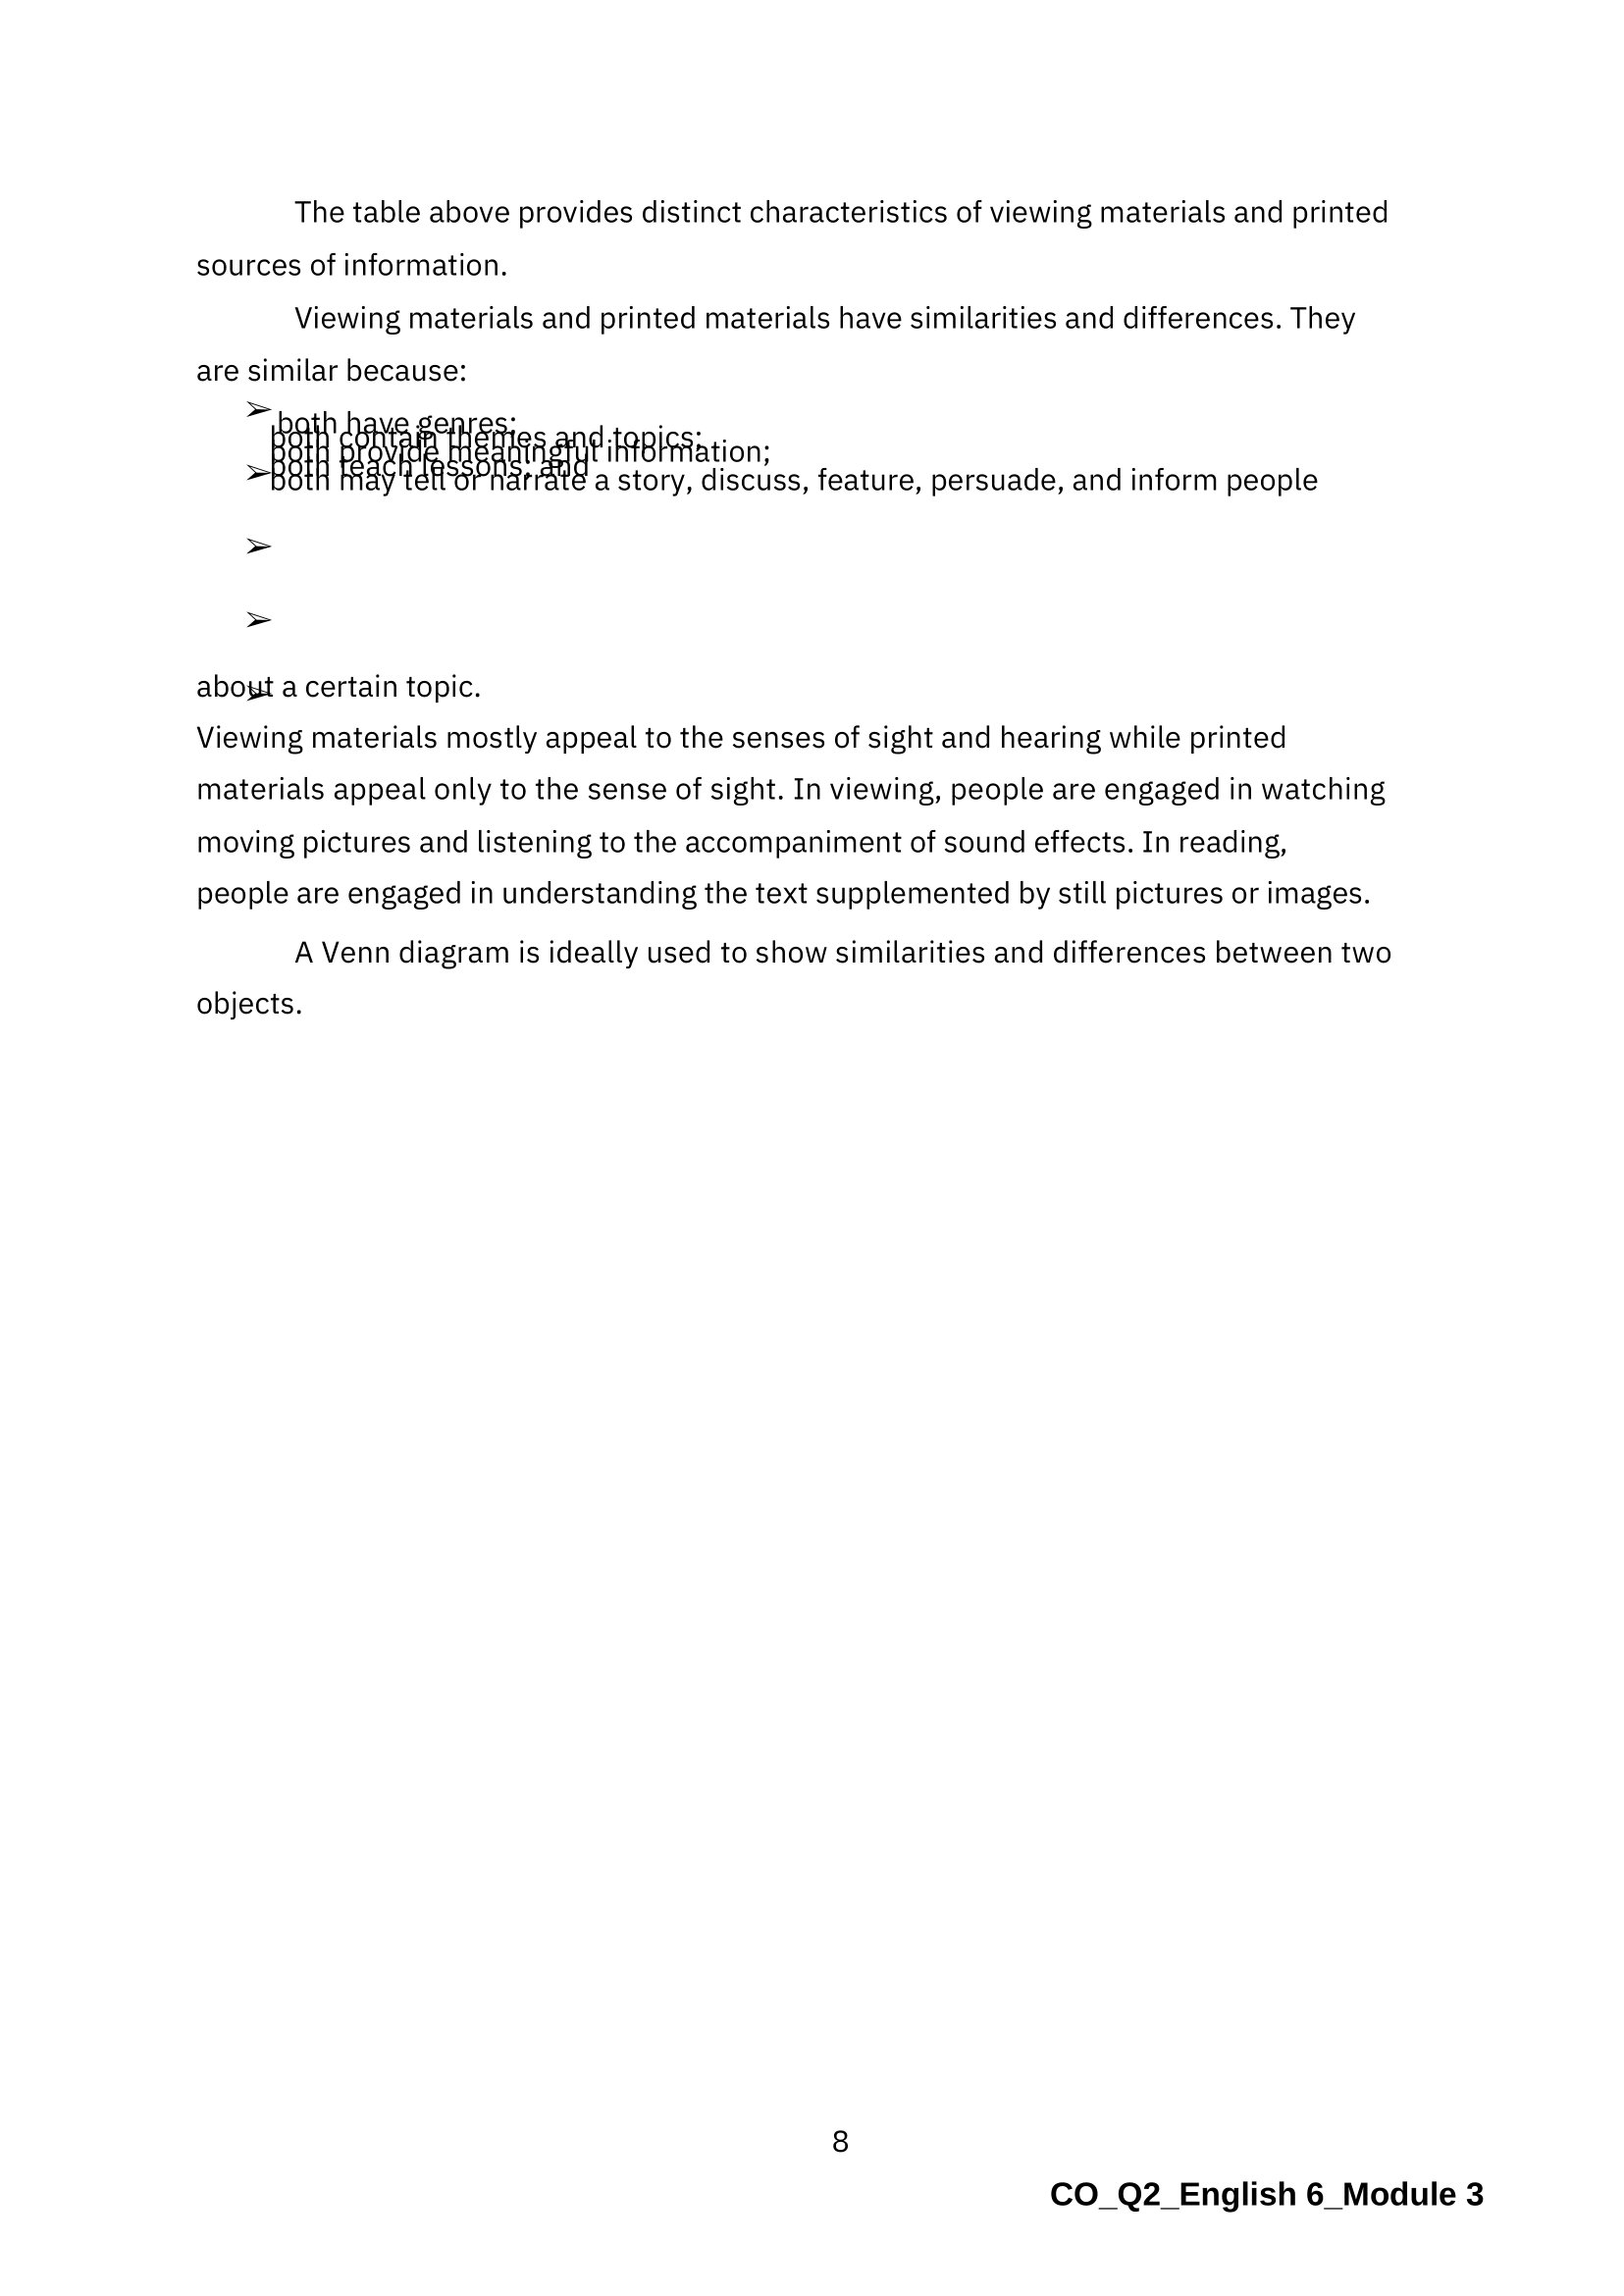 The table above provides distinct characteristics of viewing materials and printed
sources of information.
Viewing materials and printed materials have similarities and differences. They
are similar because:
➢ both have genres;
both contain themes and topics;
both provide meaningful information;
both teach lessons; and
➢ both may tell or narrate a story, discuss, feature, persuade, and inform people
➢
➢
➢ about a certain topic.
Viewing materials mostly appeal to the senses of sight and hearing while printed
materials appeal only to the sense of sight. In viewing, people are engaged in watching
moving pictures and listening to the accompaniment of sound effects. In reading,
people are engaged in understanding the text supplemented by still pictures or images.
A Venn diagram is ideally used to show similarities and differences between two
objects.
8
CO_Q2_English 6_Module 3